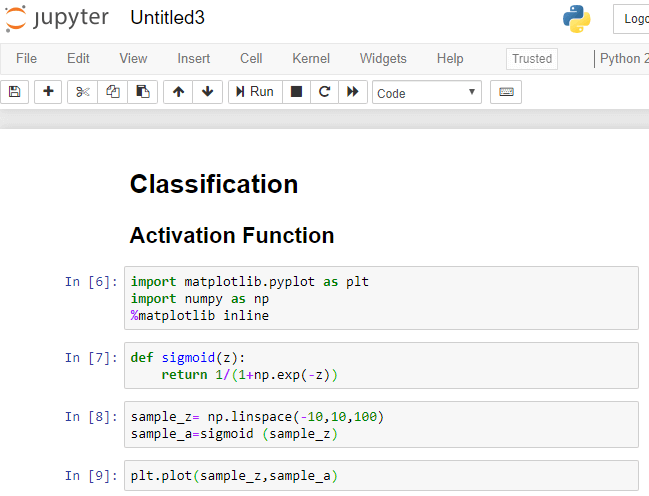 jupyter Untitled3
Logo
File Edit View Insert Cell Kernel Widgets Help Trusted Python 2
Run Code
Classification
Activation Function
In [6]: import matplotlib.pyplot as plt
import numpy as np
%matplotlib inline
In [7]: def sigmoid(z):
return 1/(1+np.exp(-z))
In [8]: sample_z= np.linspace(-10,10,100)
sample_a=sigmoid (sample_z)
In [9]: plt.plot(sample_z,sample_a)